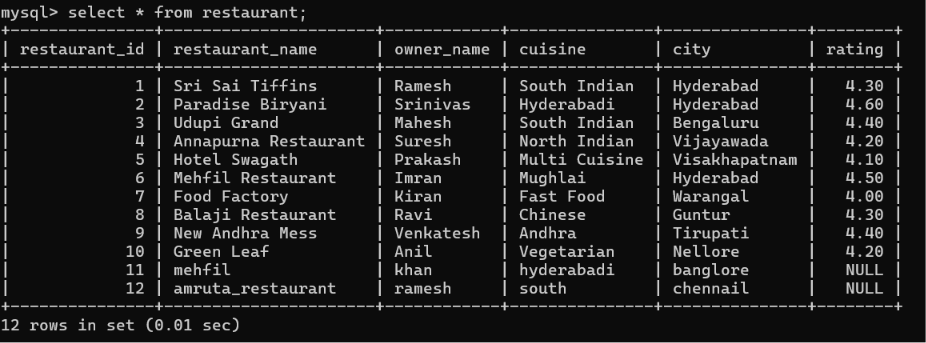 mysql> select * from restaurant;
+---------------+----------------------+------------+---------------+---------------+--------+
| restaurant_id | restaurant_name      | owner_name | cuisine       | city          | rating |
+---------------+----------------------+------------+---------------+---------------+--------+
|             1 | Sri Sai Tiffins      | Ramesh     | South Indian  | Hyderabad     |   4.30 |
|             2 | Paradise Biryani     | Srinivas   | Hyderabadi    | Hyderabad     |   4.60 |
|             3 | Udupi Grand          | Mahesh     | South Indian  | Bengaluru     |   4.40 |
|             4 | Annapurna Restaurant | Suresh     | North Indian  | Vijayawada    |   4.20 |
|             5 | Hotel Swagath        | Prakash    | Multi Cuisine | Visakhapatnam |   4.10 |
|             6 | Mehfil Restaurant    | Imran      | Mughlai       | Hyderabad     |   4.50 |
|             7 | Food Factory         | Kiran      | Fast Food     | Warangal      |   4.00 |
|             8 | Balaji Restaurant    | Ravi       | Chinese       | Guntur        |   4.30 |
|             9 | New Andhra Mess      | Venkatesh  | Andhra        | Tirupati      |   4.40 |
|            10 | Green Leaf           | Anil       | Vegetarian    | Nellore       |   4.20 |
|            11 | mehfil               | khan       | hyderabadi    | banglore      |   NULL |
|            12 | amruta_restaurant    | ramesh     | south         | chennail      |   NULL |
+---------------+----------------------+------------+---------------+---------------+--------+
12 rows in set (0.01 sec)